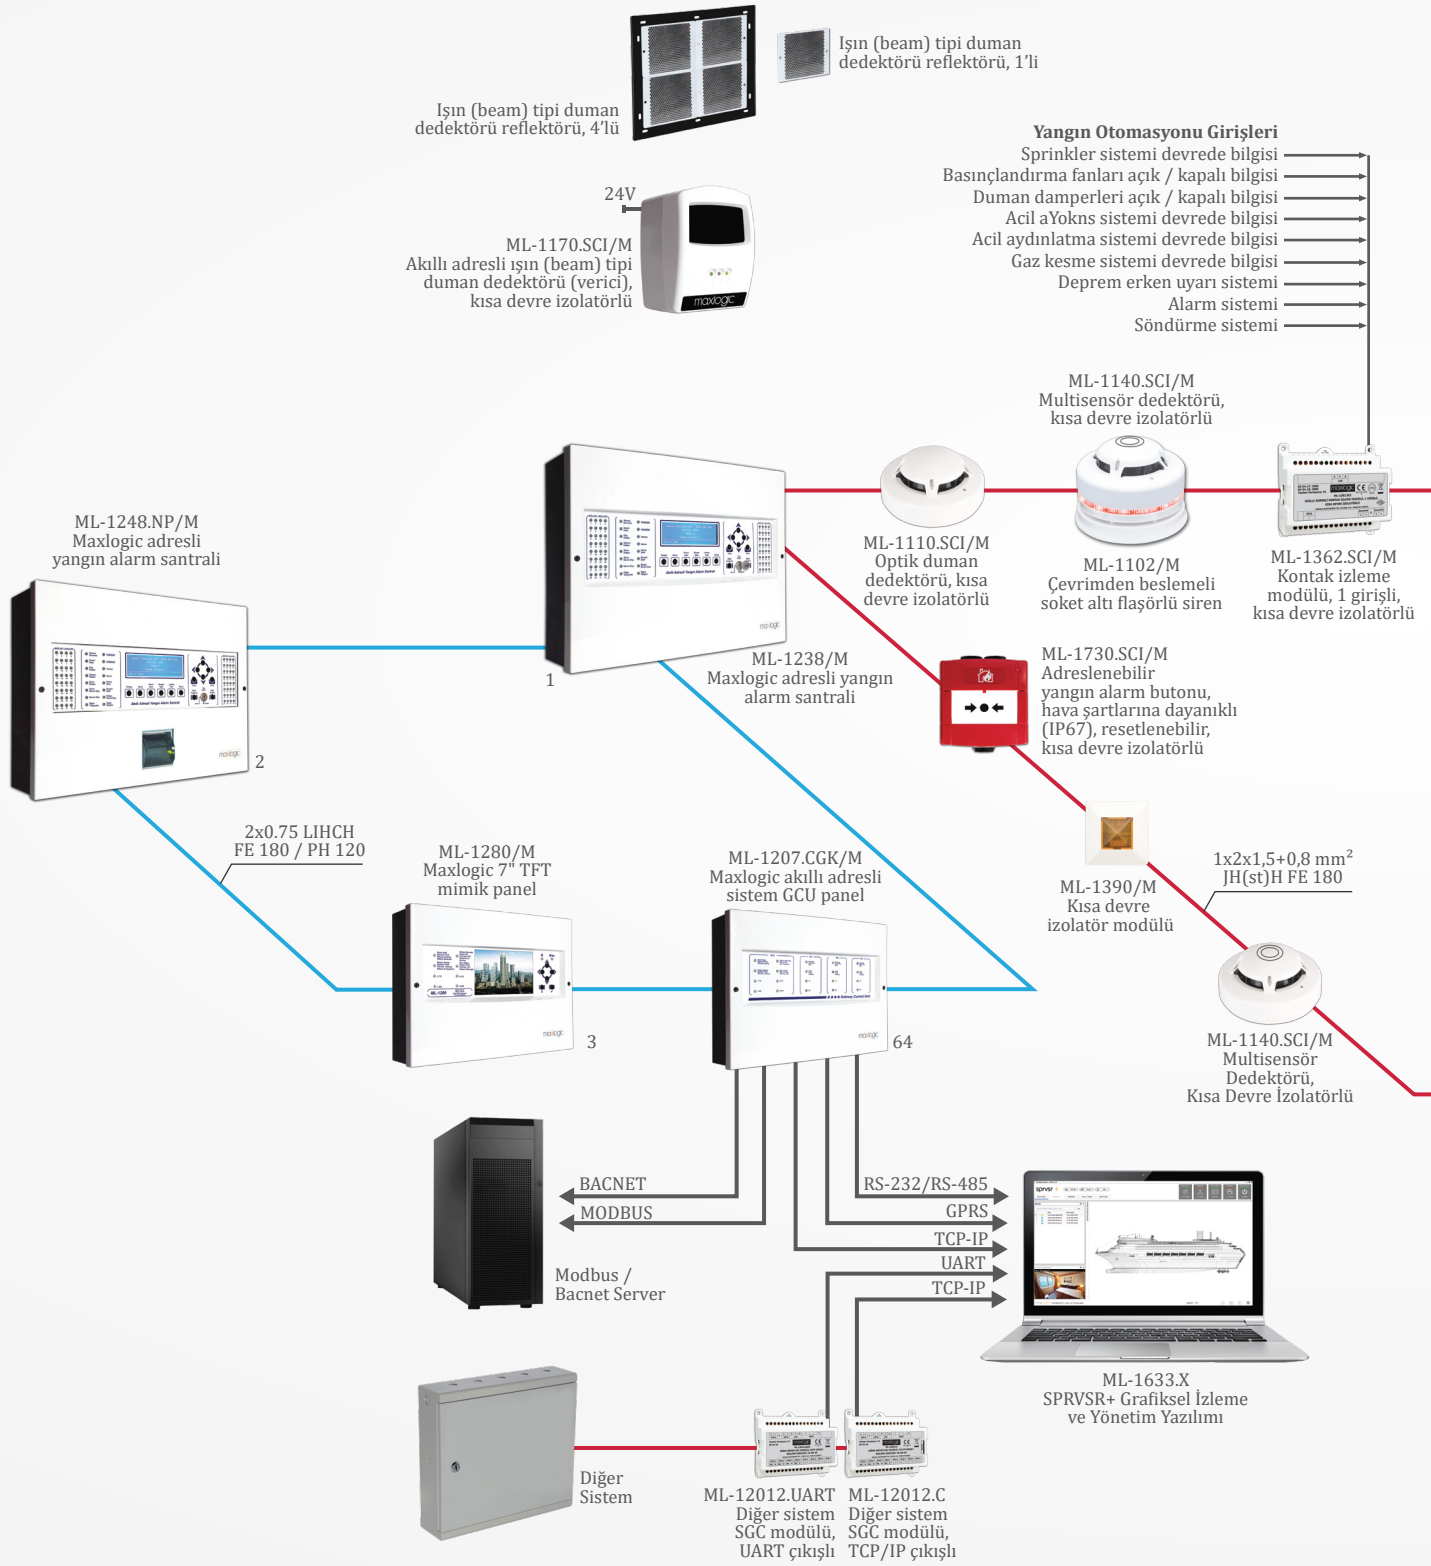 Işın (beam) tipi duman
dedektörü reflektörü, 1'li
Işın (beam) tipi duman
dedektörü reflektörü, 4'lü
24V
ML-1170.SCI/M
Akıllı adresli ışın (beam) tipi
duman dedektörü (verici),
kısa devre izolatörlü
maxlogic
Yangın Otomasyonu Girişleri
Sprinkler sistemi devrede bilgisi
Basınçlandırma fanları açık / kapalı bilgisi
Duman damperleri açık / kapalı bilgisi
Acil aYokns sistemi devrede bilgisi
Acil aydınlatma sistemi devrede bilgisi
Gaz kesme sistemi devrede bilgisi
Deprem erken uyarı sistemi
Alarm sistemi
Söndürme sistemi
ML-1140.SCI/M
Multisensör dedektörü,
kısa devre izolatörlü
ML-1110.SCI/M
Optik duman
dedektörü, kısa
devre izolatörlü
ML-1102/M
Çevrimden beslemeli
soket altı flaşörlü siren
ML-1362.SCI/M
Kontak izleme
modülü, 1 girişli,
kısa devre izolatörlü
ML-1248.NP/M
Maxlogic adresli
yangın alarm santrali
maxlogic
2
maxlogic
1
ML-1238/M
Maxlogic adresli yangın
alarm santrali
ML-1730.SCI/M
Adreslenebilir
yangın alarm butonu,
hava şartlarına dayanıklı
(IP67), resetlenebilir,
kısa devre izolatörlü
2x0.75 LIHCH
FE 180 / PH 120
ML-1280/M
Maxlogic 7" TFT
mimik panel
ML-1280
maxlogic
3
ML-1207.CGK/M
Maxlogic akıllı adresli
sistem GCU panel
Gateway Control Unit
maxlogic
64
ML-1390/M
Kısa devre
izolatör modülü
1x2x1,5+0,8 mm²
JH(st)H FE 180
ML-1140.SCI/M
Multisensör
Dedektörü,
Kısa Devre İzolatörlü
BACNET
MODBUS
Modbus /
Bacnet Server
RS-232/RS-485
GPRS
TCP-IP
UART
TCP-IP
sprvsr
ML-1633.X
SPRVSR+ Grafiksel İzleme
ve Yönetim Yazılımı
Diğer
Sistem
ML-12012.UART
Diğer sistem
SGC modülü,
UART çıkışlı
ML-12012.C
Diğer sistem
SGC modülü,
TCP/IP çıkışlı